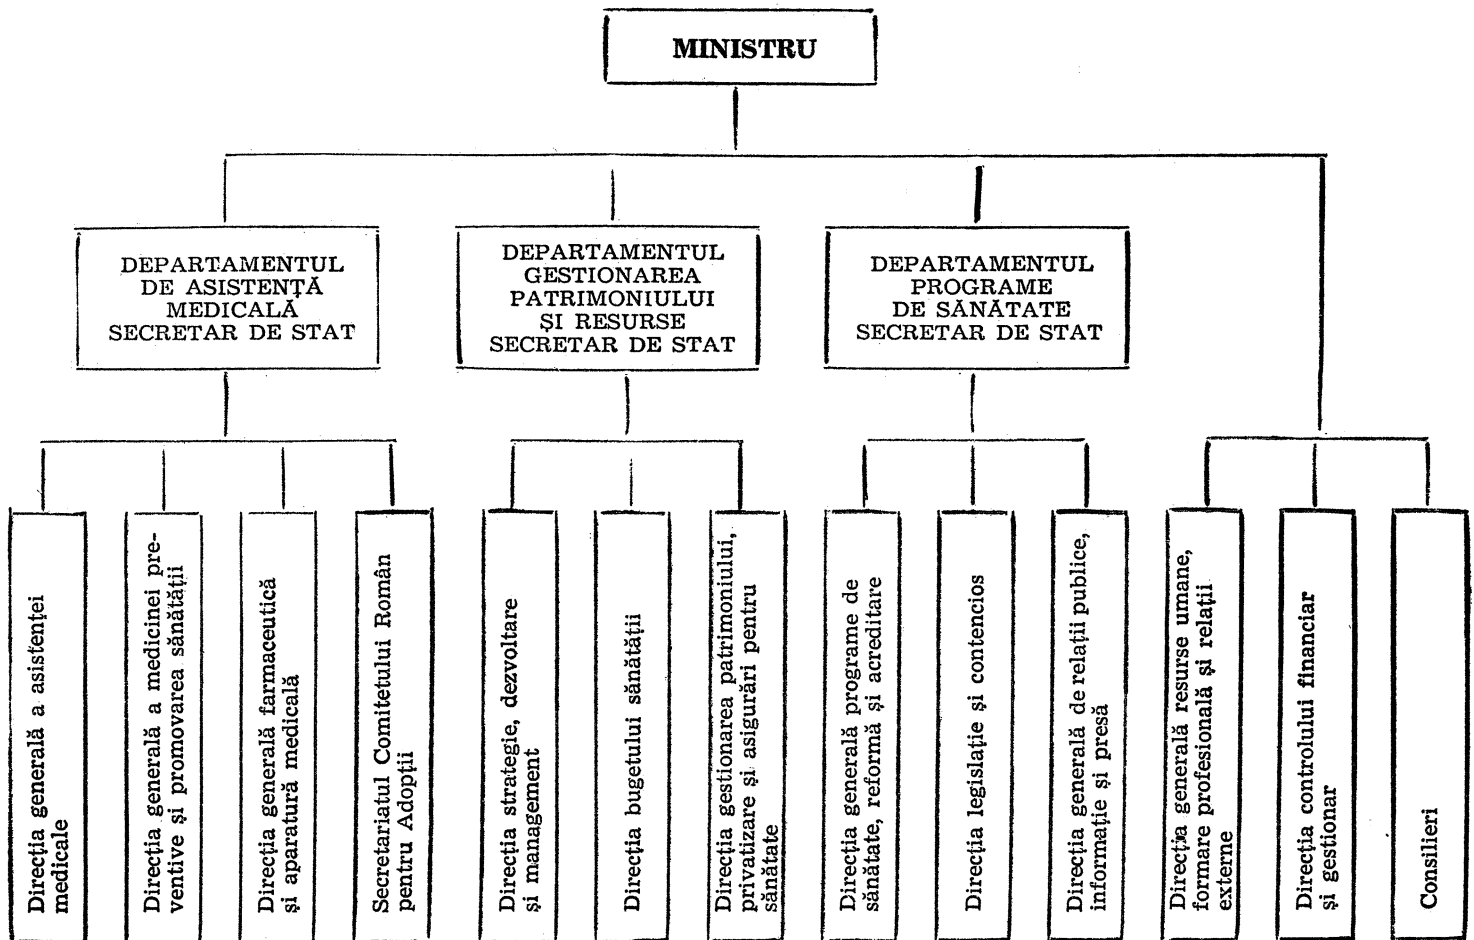 MINISTRU
DEPARTAMENTUL
DE ASISTENȚĂ
MEDICALĂ
SECRETAR DE STAT
DEPARTAMENTUL
GESTIONAREA
PATRIMONIULUI
ȘI RESURSE
SECRETAR DE STAT
DEPARTAMENTUL
PROGRAME
DE SĂNĂTATE
SECRETAR DE STAT
Direcția generală a asistenței
medicale
Direcția generală a medicinei pre-
ventive și promovarea sănătății
Direcția generală farmaceutică
și aparatură medicală
Secretariatul Comitetului Român
pentru Adopții
Direcția strategie, dezvoltare
și management
Direcția bugetului sănătății
Direcția gestionarea patrimoniului,
privatizare și asigurări pentru
sănătate
Direcția generală programe de
sănătate, reformă și acreditare
Direcția legislație și contencios
Direcția generală de relații publice,
informație și presă
Direcția generală resurse umane,
formare profesională și relații
externe
Direcția controlului financiar
și gestionar
Consilieri